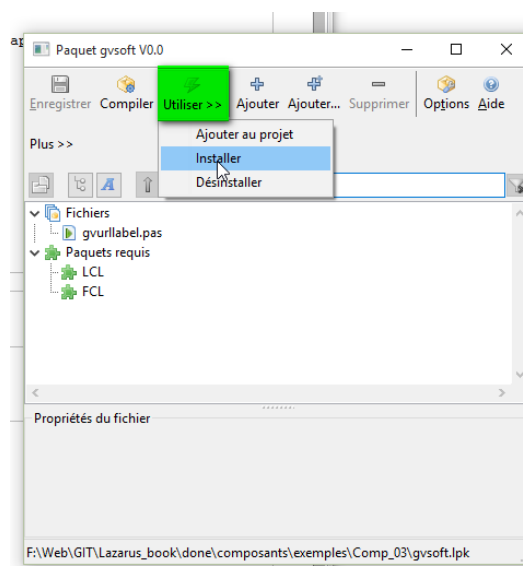 ap
Paquet gvsoft V0.0
Enregistrer Compiler Utiliser >> Ajouter Ajouter... Supprimer Options Aide
Plus >>
Ajouter au projet
Installer
Désinstaller
Fichiers
gvurllabel.pas
Paquets requis
LCL
FCL
Propriétés du fichier
F:\Web\GIT\Lazarus_book\done\composants\exemples\Comp_03\gvsoft.lpk